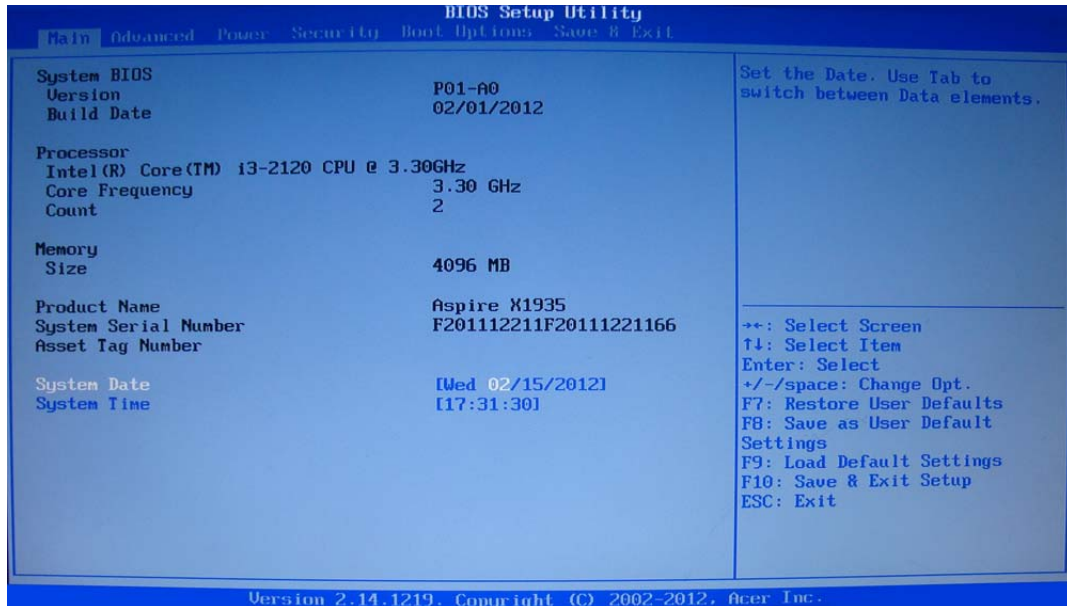 BIOS Setup Utility
Main Advanced Power Security Boot Options Save & Exit
System BIOS
Version P01-A0
Build Date 02/01/2012
Processor
Intel(R) Core(TM) i3-2120 CPU @ 3.30GHz
Core Frequency 3.30 GHz
Count 2
Memory
Size 4096 MB
Product Name Aspire X1935
System Serial Number F201112211F20111221166
Asset Tag Number
System Date [Wed 02/15/2012]
System Time [17:31:30]
Set the Date. Use Tab to
switch between Data elements.
→←: Select Screen
↑↓: Select Item
Enter: Select
+/-/space: Change Opt.
F7: Restore User Defaults
F8: Save as User Default
Settings
F9: Load Default Settings
F10: Save & Exit Setup
ESC: Exit
Version 2.14.1219. Copyright (C) 2002-2012, Acer Inc.